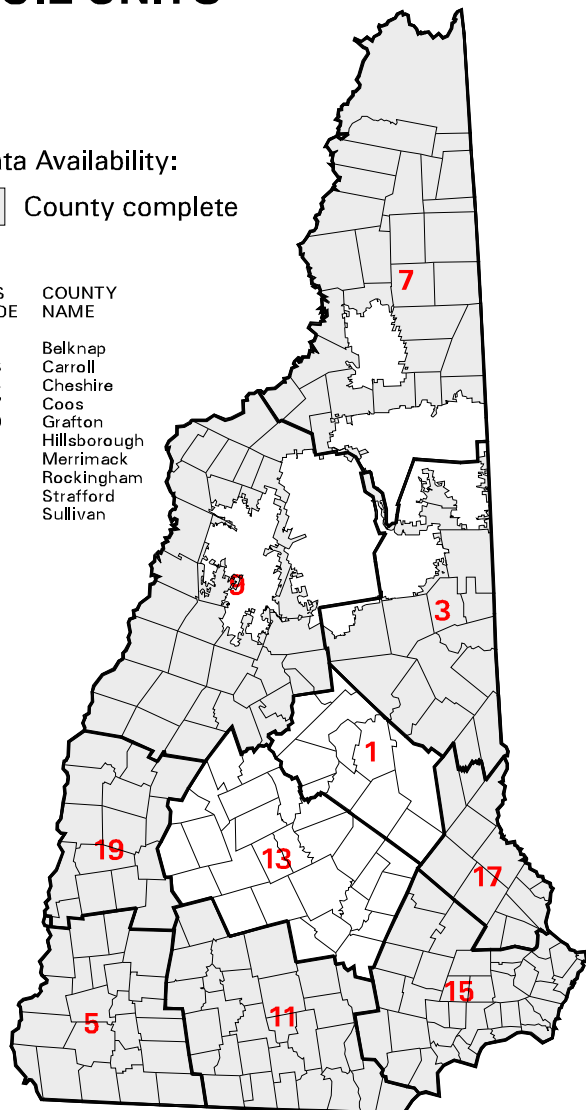 UNITS
ta Availability:
County complete
COUNTY
NAME
Belknap
Carroll
Cheshire
Coos
Grafton
Hillsborough
Merrimack
Rockingham
Strafford
Sullivan
7
9
3
1
19
13
17
15
5
11